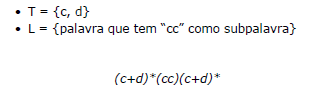 • T = {c, d}
• L = {palavra que tem “cc” como subpalavra}
(c+d)*(cc)(c+d)*